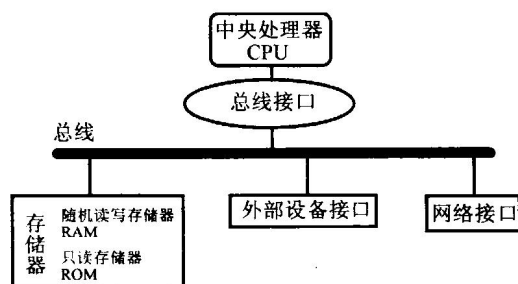 中央处理器
CPU
总线接口
总线
存储器
随机读写存储器
RAM
只读存储器
ROM
外部设备接口
网络接口